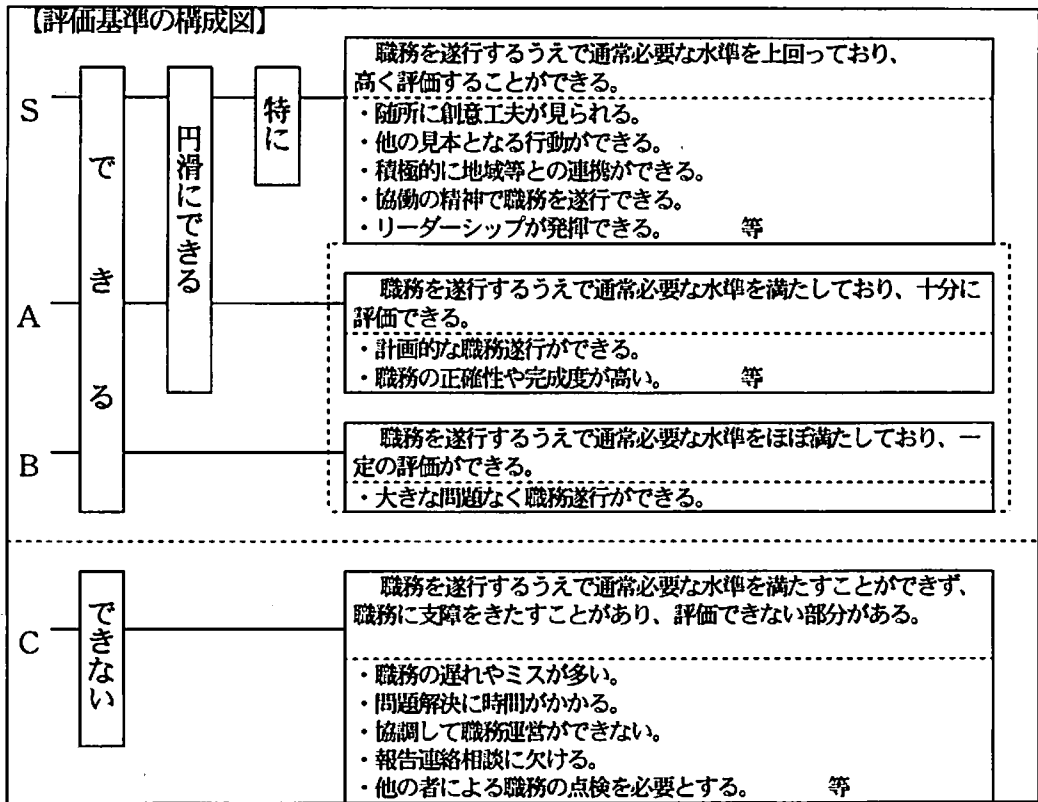 【評価基準の構成図】
S
A
B
C
できる
円滑にできる
特に
できない
職務を遂行するうえで通常必要な水準を上回っており、
高く評価することができる。
・随所に創意工夫が見られる。
・他の見本となる行動ができる。
・積極的に地域等との連携ができる。
・協働の精神で職務を遂行できる。
・リーダーシップが発揮できる。 等
職務を遂行するうえで通常必要な水準を満たしており、十分に
評価できる。
・計画的な職務遂行ができる。
・職務の正確性や完成度が高い。 等
職務を遂行するうえで通常必要な水準をほぼ満たしており、一
定の評価ができる。
・大きな問題なく職務遂行ができる。
職務を遂行するうえで通常必要な水準を満たすことができず、
職務に支障をきたすことがあり、評価できない部分がある。
・職務の遅れやミスが多い。
・問題解決に時間がかかる。
・協調して職務運営ができない。
・報告連絡相談に欠ける。
・他の者による職務の点検を必要とする。 等